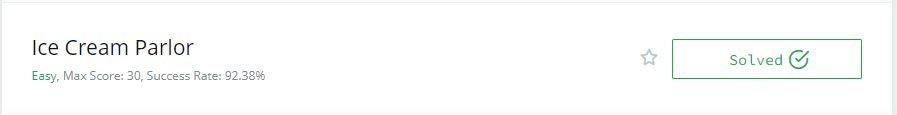 Ice Cream Parlor
Solved
Easy, Max Score: 30, Success Rate: 92.38%